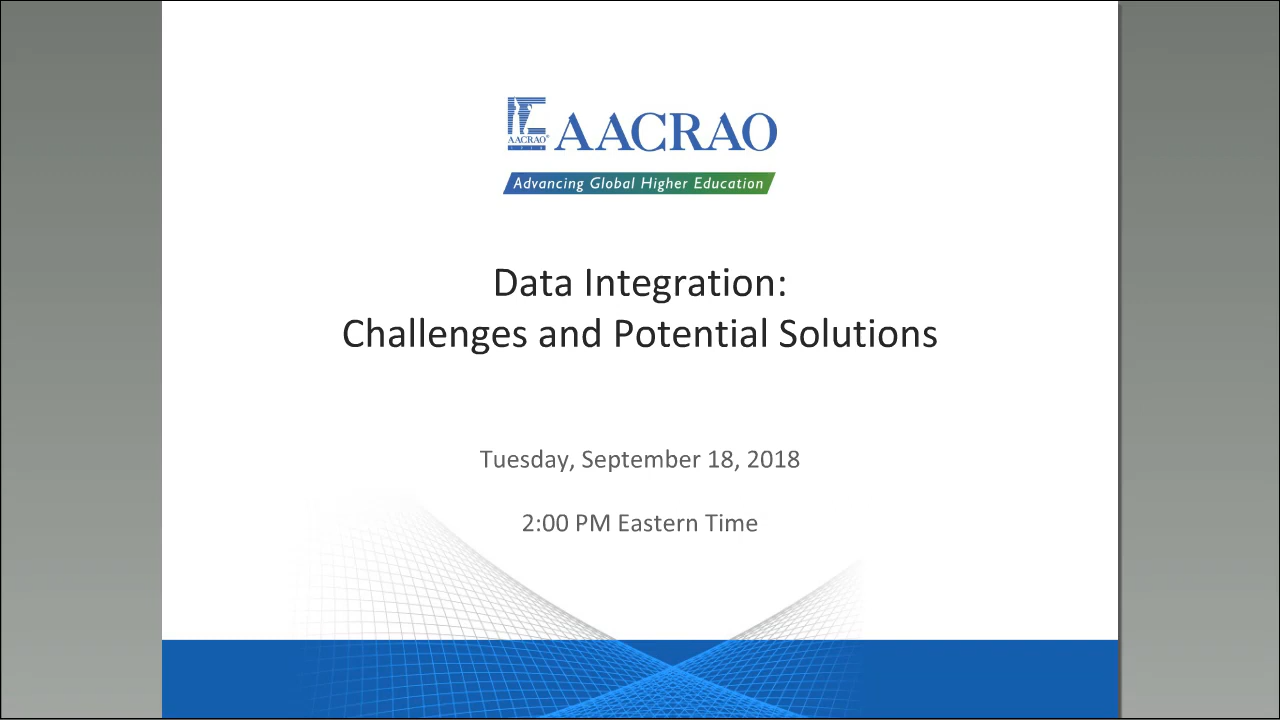 AACRAO®
AACRAO
Advancing Global Higher Education
Data Integration:
Challenges and Potential Solutions
Tuesday, September 18, 2018
2:00 PM Eastern Time